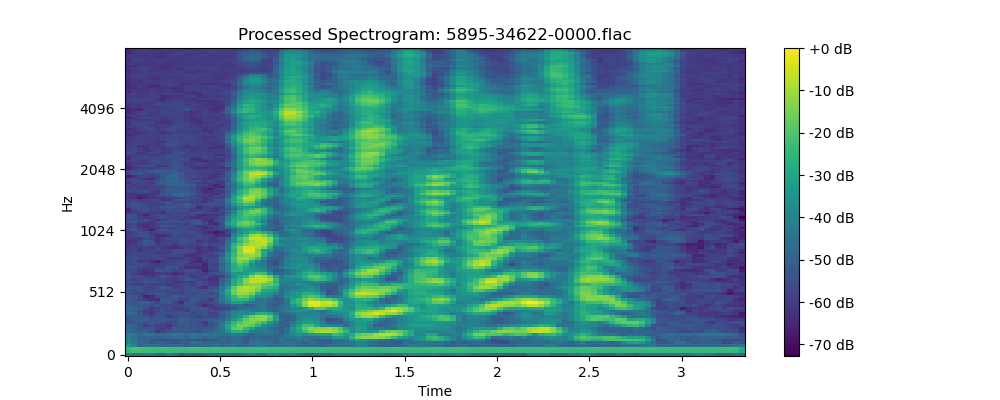 Processed Spectrogram: 5895-34622-0000.flac
+0 dB
-10 dB
-20 dB
-30 dB
-40 dB
-50 dB
-60 dB
-70 dB
Hz
4096
2048
1024
512
0
0 0.5 1 1.5 2 2.5 3
Time